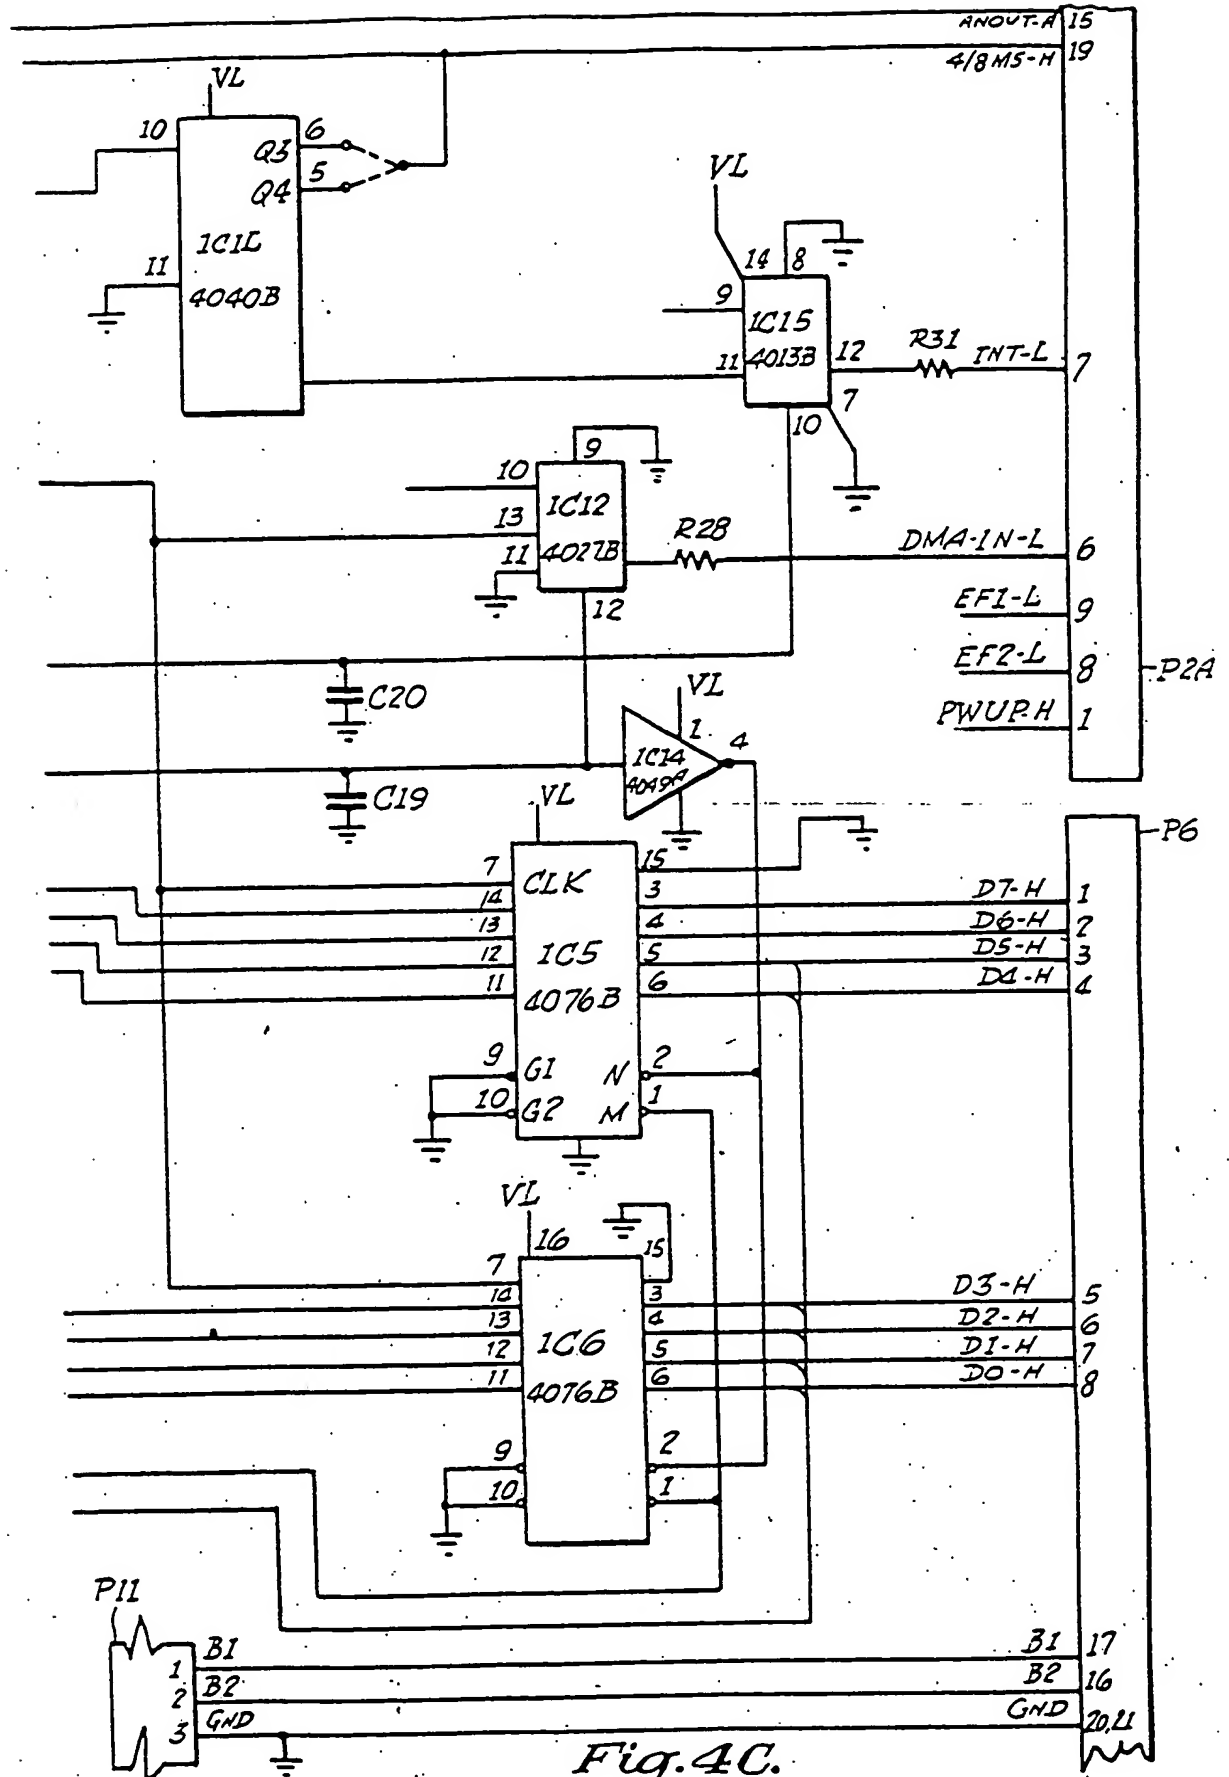 ANOUT-A 15
4/8MS-H 19
VL
10 6
Q3
5
Q4
IC1L
11
4040B
VL
14 8
9
IC15
11 4013B 12 R31 INT-L 7
7
10
9
10
IC12
13
R28 DMA-IN-L 6
11 4027B
12
EF1-L 9
EF2-L 8
P2A
PWUP-H 1
C20
VL
1 4
IC14
4049A
C19
VL
P6
15
7 CLK 3 D7-H 1
14 4 D6-H 2
13 5 D5-H 3
12 IC5
11 4076B 6 D4-H 4
9 G1 N 2
10 G2 M 1
VL
16 15
7
14 3 D3-H 5
13 4 D2-H 6
12 IC6 5 D1-H 7
11 4076B 6 D0-H 8
9 2
10 1
P11
1 B1 B1 17
2 B2 B2 16
3 GND GND 20,21
Fig.4C.